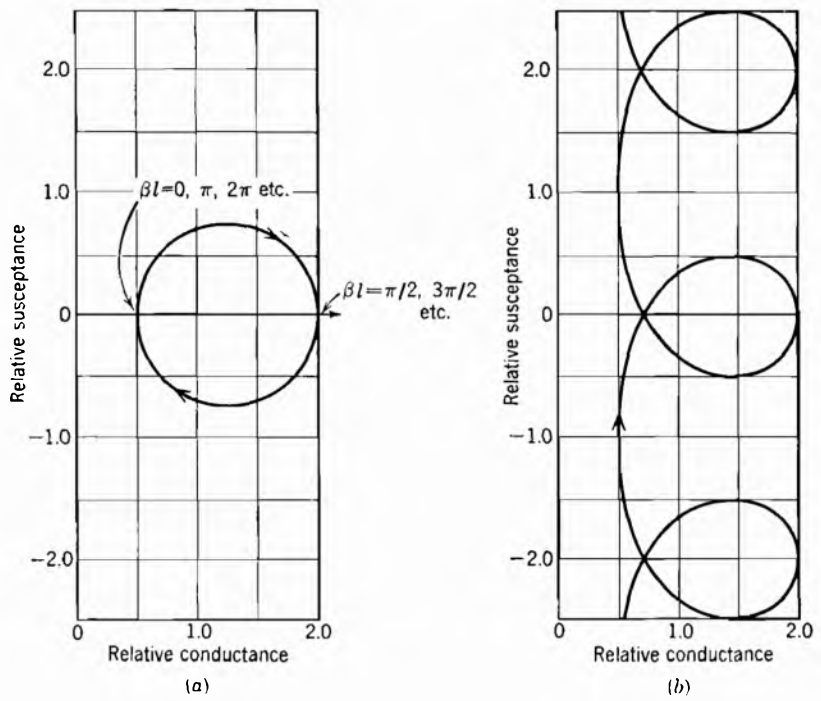 2.0
1.0
0
−1.0
−2.0
Relative susceptance
βl=0, π, 2π etc.
βl=π/2, 3π/2
etc.
0
1.0
2.0
Relative conductance
(a)
2.0
1.0
0
−1.0
−2.0
Relative susceptance
0
1.0
2.0
Relative conductance
(b)